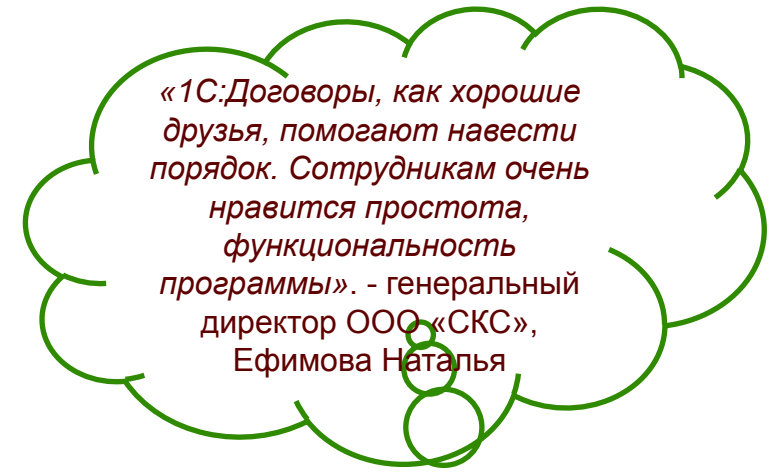 «1С:Договоры, как хорошие
друзья, помогают навести
порядок. Сотрудникам очень
нравится простота,
функциональность
программы». - генеральный
директор ООО «СКС»,
Ефимова Наталья